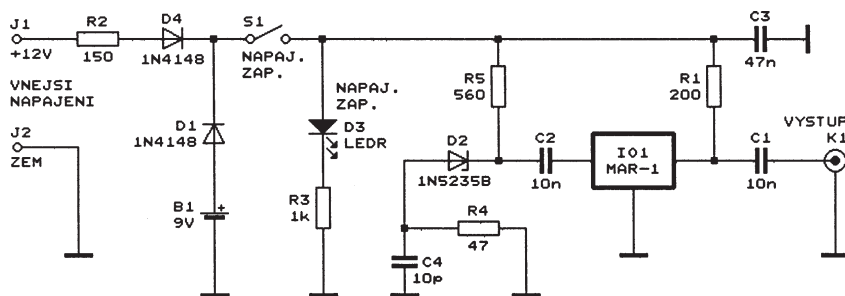 J1
+12V
R2
150
D4
1N4148
S1
NAPAJ.
ZAP.
C3
47n
VNEJSI
NAPAJENI
J2
ZEM
D1
1N4148
B1
+
9V
NAPAJ.
ZAP.
D3
LEDR
R3
1k
R5
560
R1
200
D2
1N5235B
C2
10n
IO1
MAR-1
C1
10n
VYSTUP
K1
R4
47
C4
10p